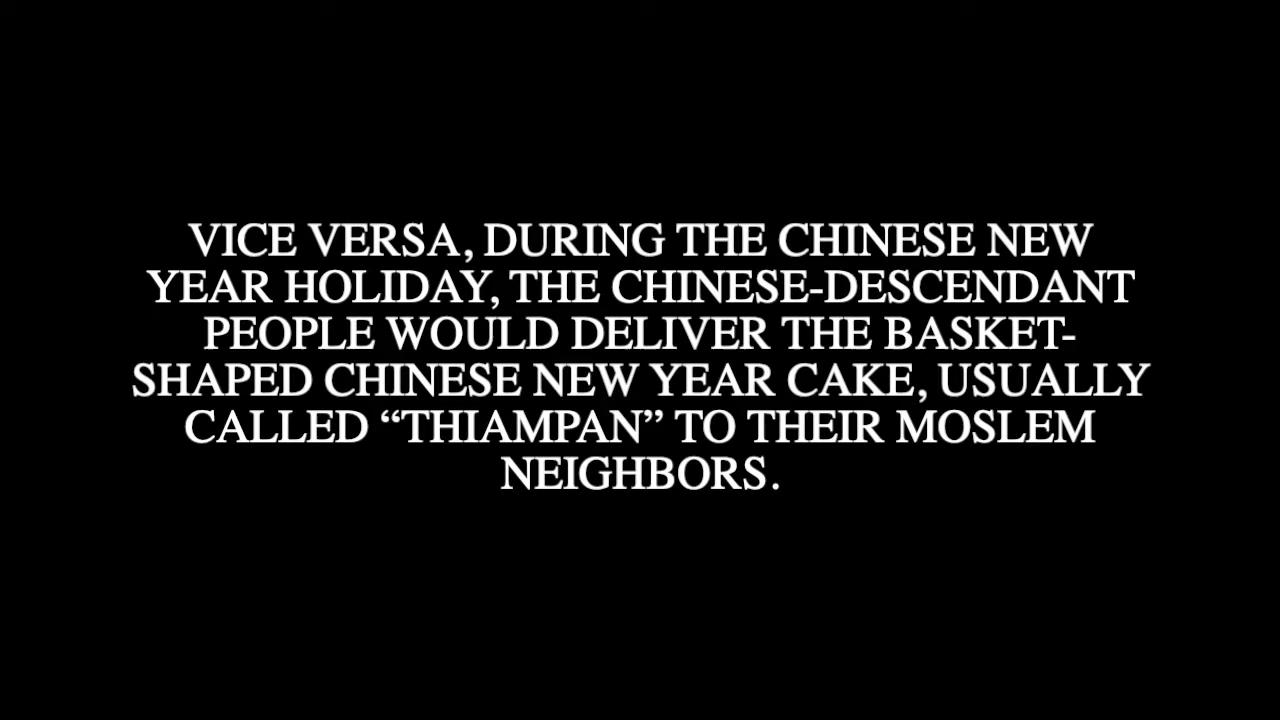 VICE VERSA, DURING THE CHINESE NEW
YEAR HOLIDAY, THE CHINESE-DESCENDANT
PEOPLE WOULD DELIVER THE BASKET-
SHAPED CHINESE NEW YEAR CAKE, USUALLY
CALLED “THIAMPAN” TO THEIR MOSLEM
NEIGHBORS.